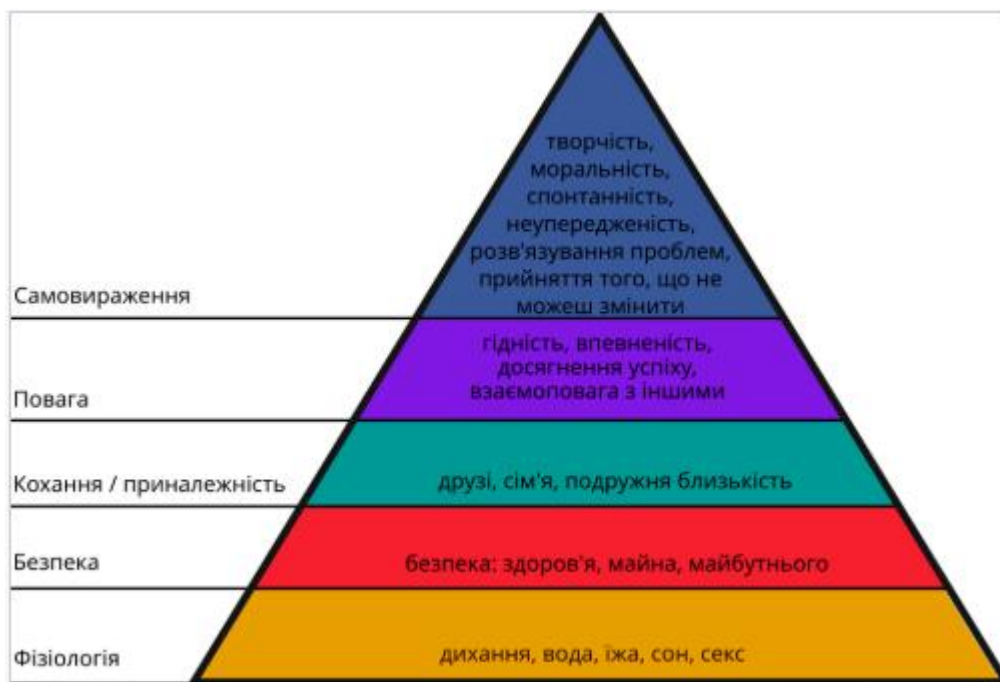 творчість,
моральність,
спонтанність,
неупередженість,
розв'язування проблем,
прийняття того, що не
можеш змінити
Самовираження
гідність, впевненість,
досягнення успіху,
взаємоповага з іншими
Повага
друзі, сім'я, подружня близькість
Кохання / приналежність
безпека: здоров'я, майна, майбутнього
Безпека
дихання, вода, їжа, сон, секс
Фізіологія